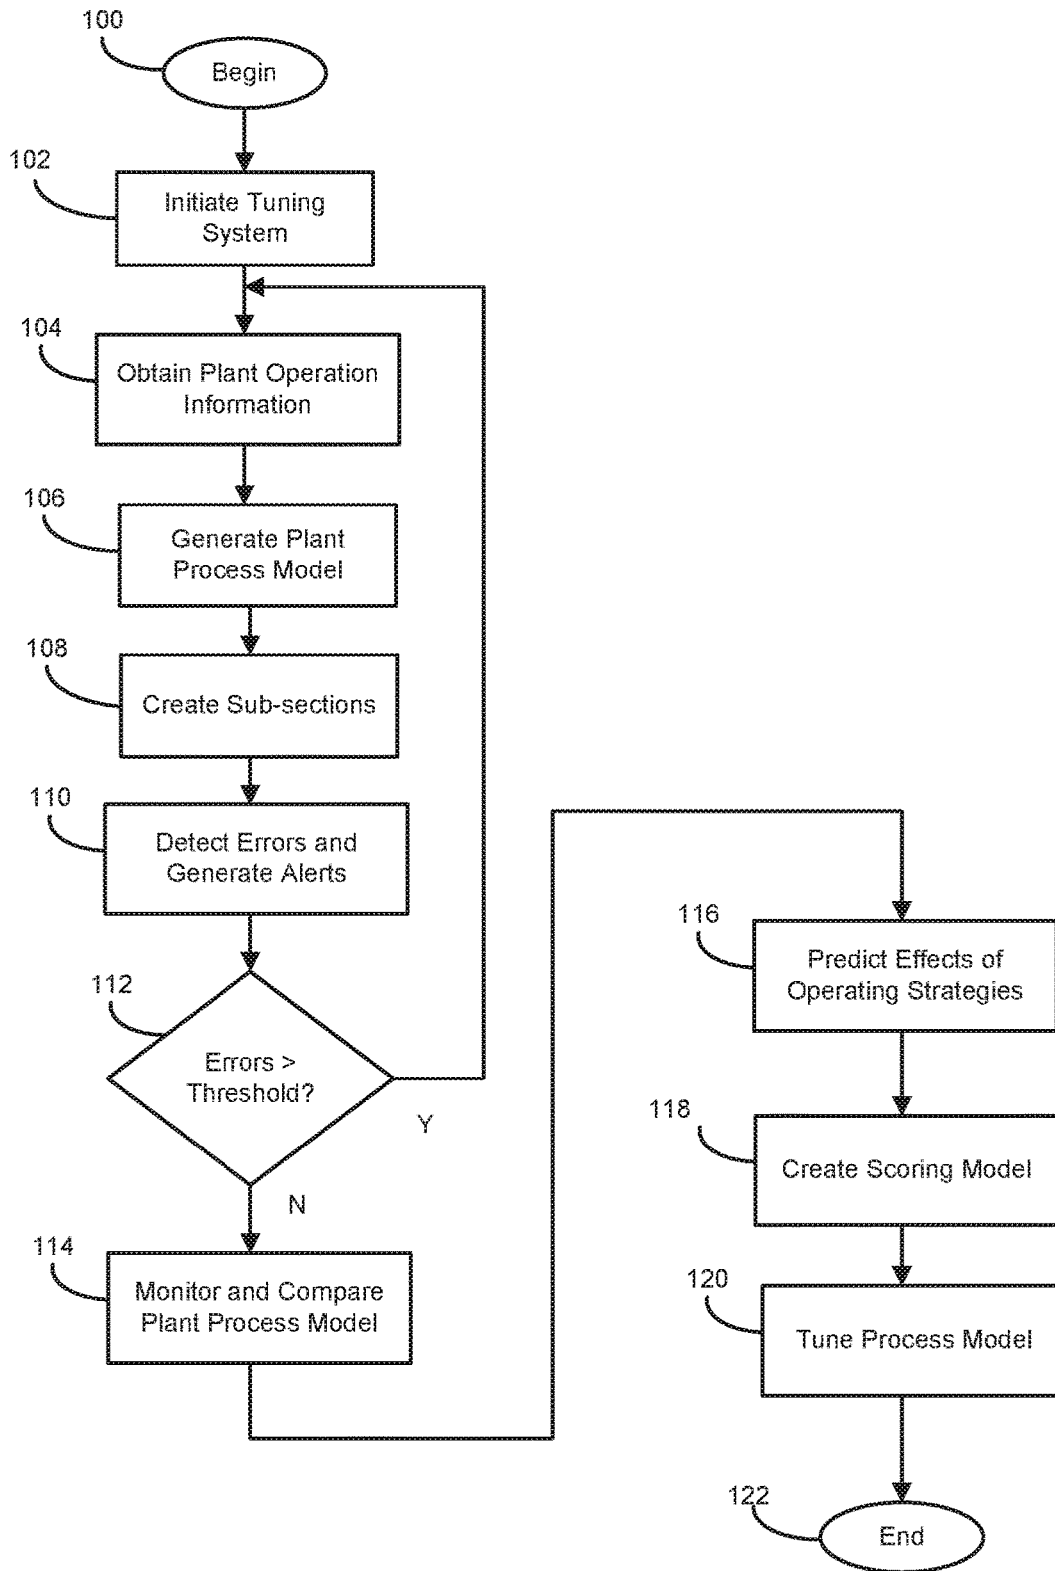 100
Begin
102
Initiate Tuning
System
104
Obtain Plant Operation
Information
106
Generate Plant
Process Model
108
Create Sub-sections
110
Detect Errors and
Generate Alerts
112
Errors >
Threshold?
Y
N
114
Monitor and Compare
Plant Process Model
116
Predict Effects of
Operating Strategies
118
Create Scoring Model
120
Tune Process Model
122
End